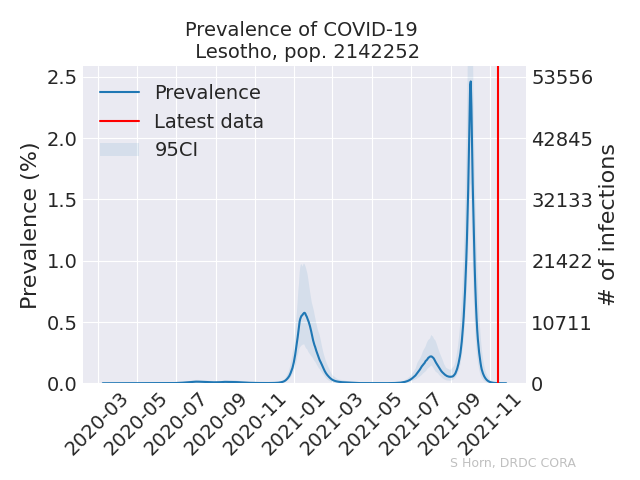 Prevalence of COVID-19
Lesotho, pop. 2142252
Prevalence
Latest data
95CI
Prevalence (%)
2.5
2.0
1.5
1.0
0.5
0.0
53556
42845
32133
21422
10711
0
# of infections
2020-03
2020-05
2020-07
2020-09
2020-11
2021-01
2021-03
2021-05
2021-07
2021-09
2021-11
S Horn, DRDC CORA